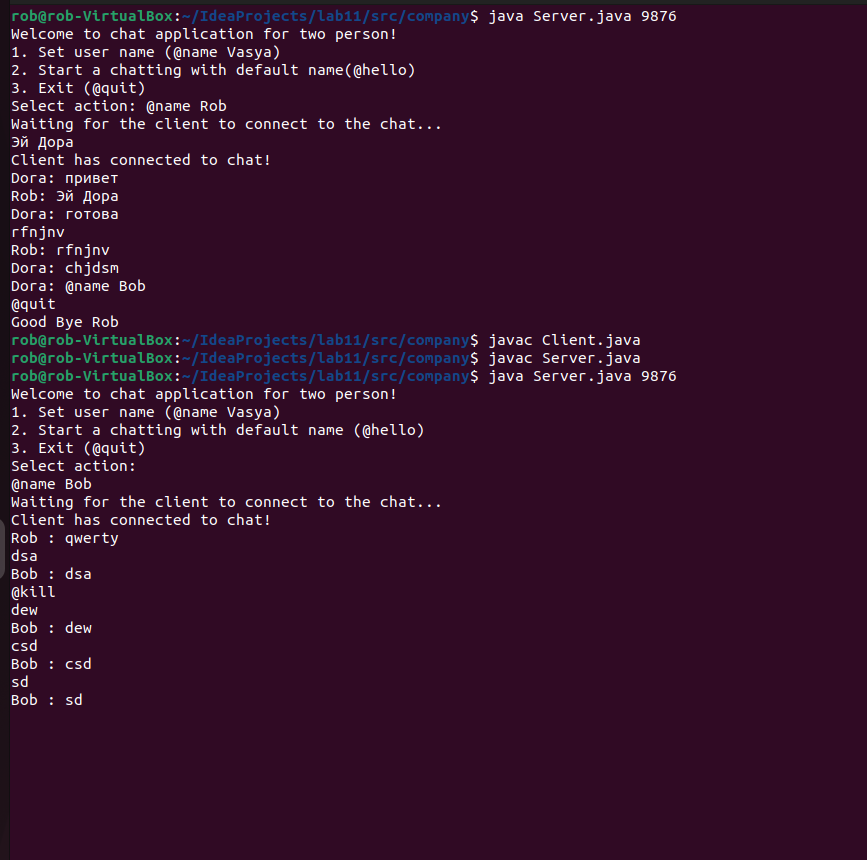 rob@rob-VirtualBox:~/IdeaProjects/lab11/src/company$ java Server.java 9876
Welcome to chat application for two person!
1. Set user name (@name Vasya)
2. Start a chatting with default name(@hello)
3. Exit (@quit)
Select action: @name Rob
Waiting for the client to connect to the chat...
Эй Дора
Client has connected to chat!
Dora: привет
Rob: Эй Дора
Dora: готова
rfnjnv
Rob: rfnjnv
Dora: chjdsm
Dora: @name Bob
@quit
Good Bye Rob
rob@rob-VirtualBox:~/IdeaProjects/lab11/src/company$ javac Client.java
rob@rob-VirtualBox:~/IdeaProjects/lab11/src/company$ javac Server.java
rob@rob-VirtualBox:~/IdeaProjects/lab11/src/company$ java Server.java 9876
Welcome to chat application for two person!
1. Set user name (@name Vasya)
2. Start a chatting with default name (@hello)
3. Exit (@quit)
Select action:
@name Bob
Waiting for the client to connect to the chat...
Client has connected to chat!
Rob : qwerty
dsa
Bob : dsa
@kill
dew
Bob : dew
csd
Bob : csd
sd
Bob : sd